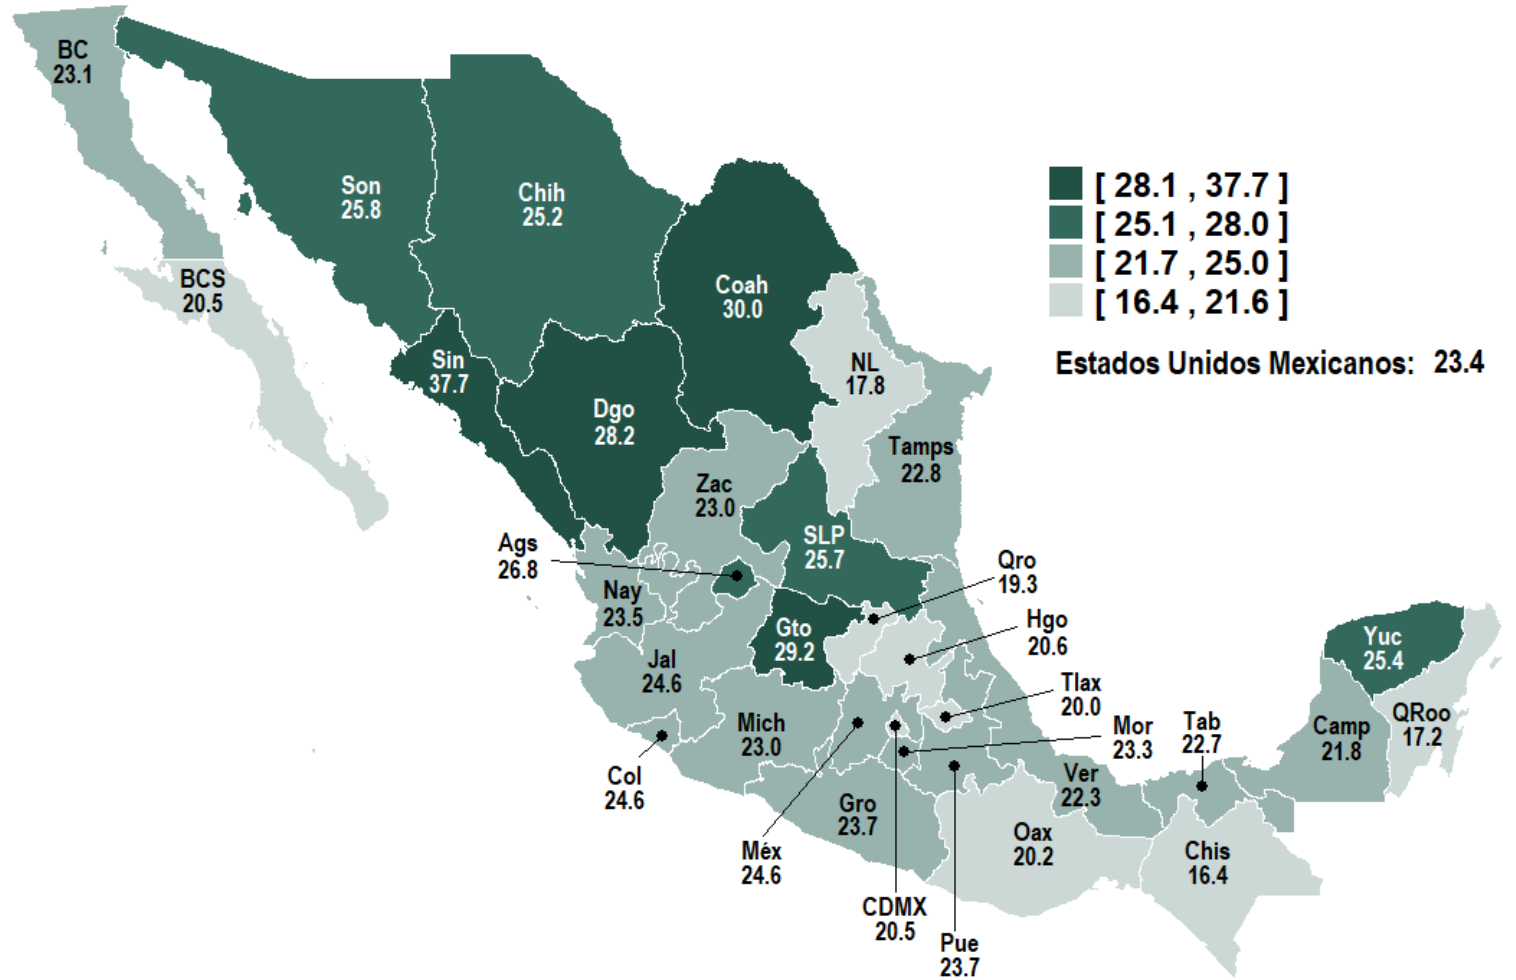 BC
23.1
Son
25.8
Chih
25.2
[ 28.1 , 37.7 ]
[ 25.1 , 28.0 ]
[ 21.7 , 25.0 ]
[ 16.4 , 21.6 ]
Estados Unidos Mexicanos: 23.4
BCS
20.5
Coah
30.0
Sin
37.7
NL
17.8
Dgo
28.2
Tamps
22.8
Zac
23.0
SLP
25.7
Ags
26.8
Qro
19.3
Nay
23.5
Gto
29.2
Hgo
20.6
Yuc
25.4
Jal
24.6
Tlax
20.0
Mich
23.0
Mor
23.3
Tab
22.7
Camp
21.8
QRoo
17.2
Col
24.6
Ver
22.3
Gro
23.7
Oax
20.2
Chis
16.4
Méx
24.6
CDMX
20.5
Pue
23.7